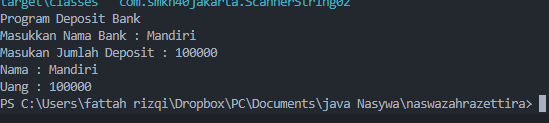 target\classes' 'com.smkn40jakarta.ScannerString02'
Program Deposit Bank
Masukkan Nama Bank : Mandiri
Masukan Jumlah Deposit : 100000
Nama : Mandiri
Uang : 100000
PS C:\Users\fattah rizqi\Dropbox\PC\Documents\java Nasywa\naswazahrazettira>